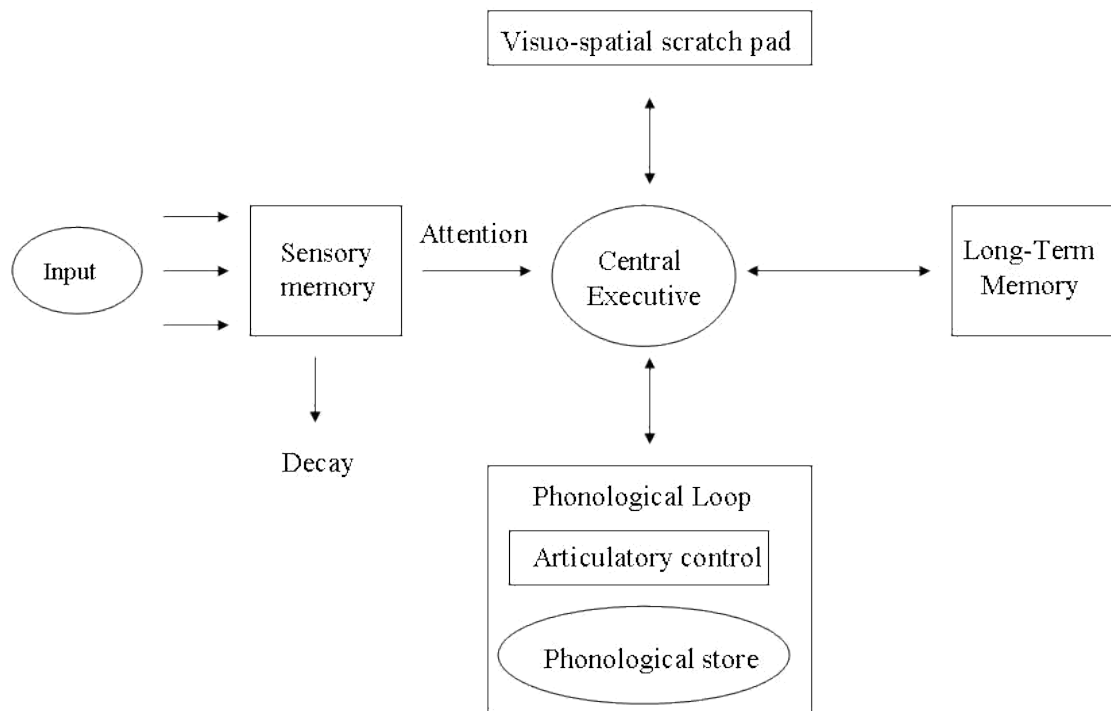 Visuo-spatial scratch pad
Input
Sensory
memory
Attention
Central
Executive
Long-Term
Memory
Decay
Phonological Loop
Articulatory control
Phonological store